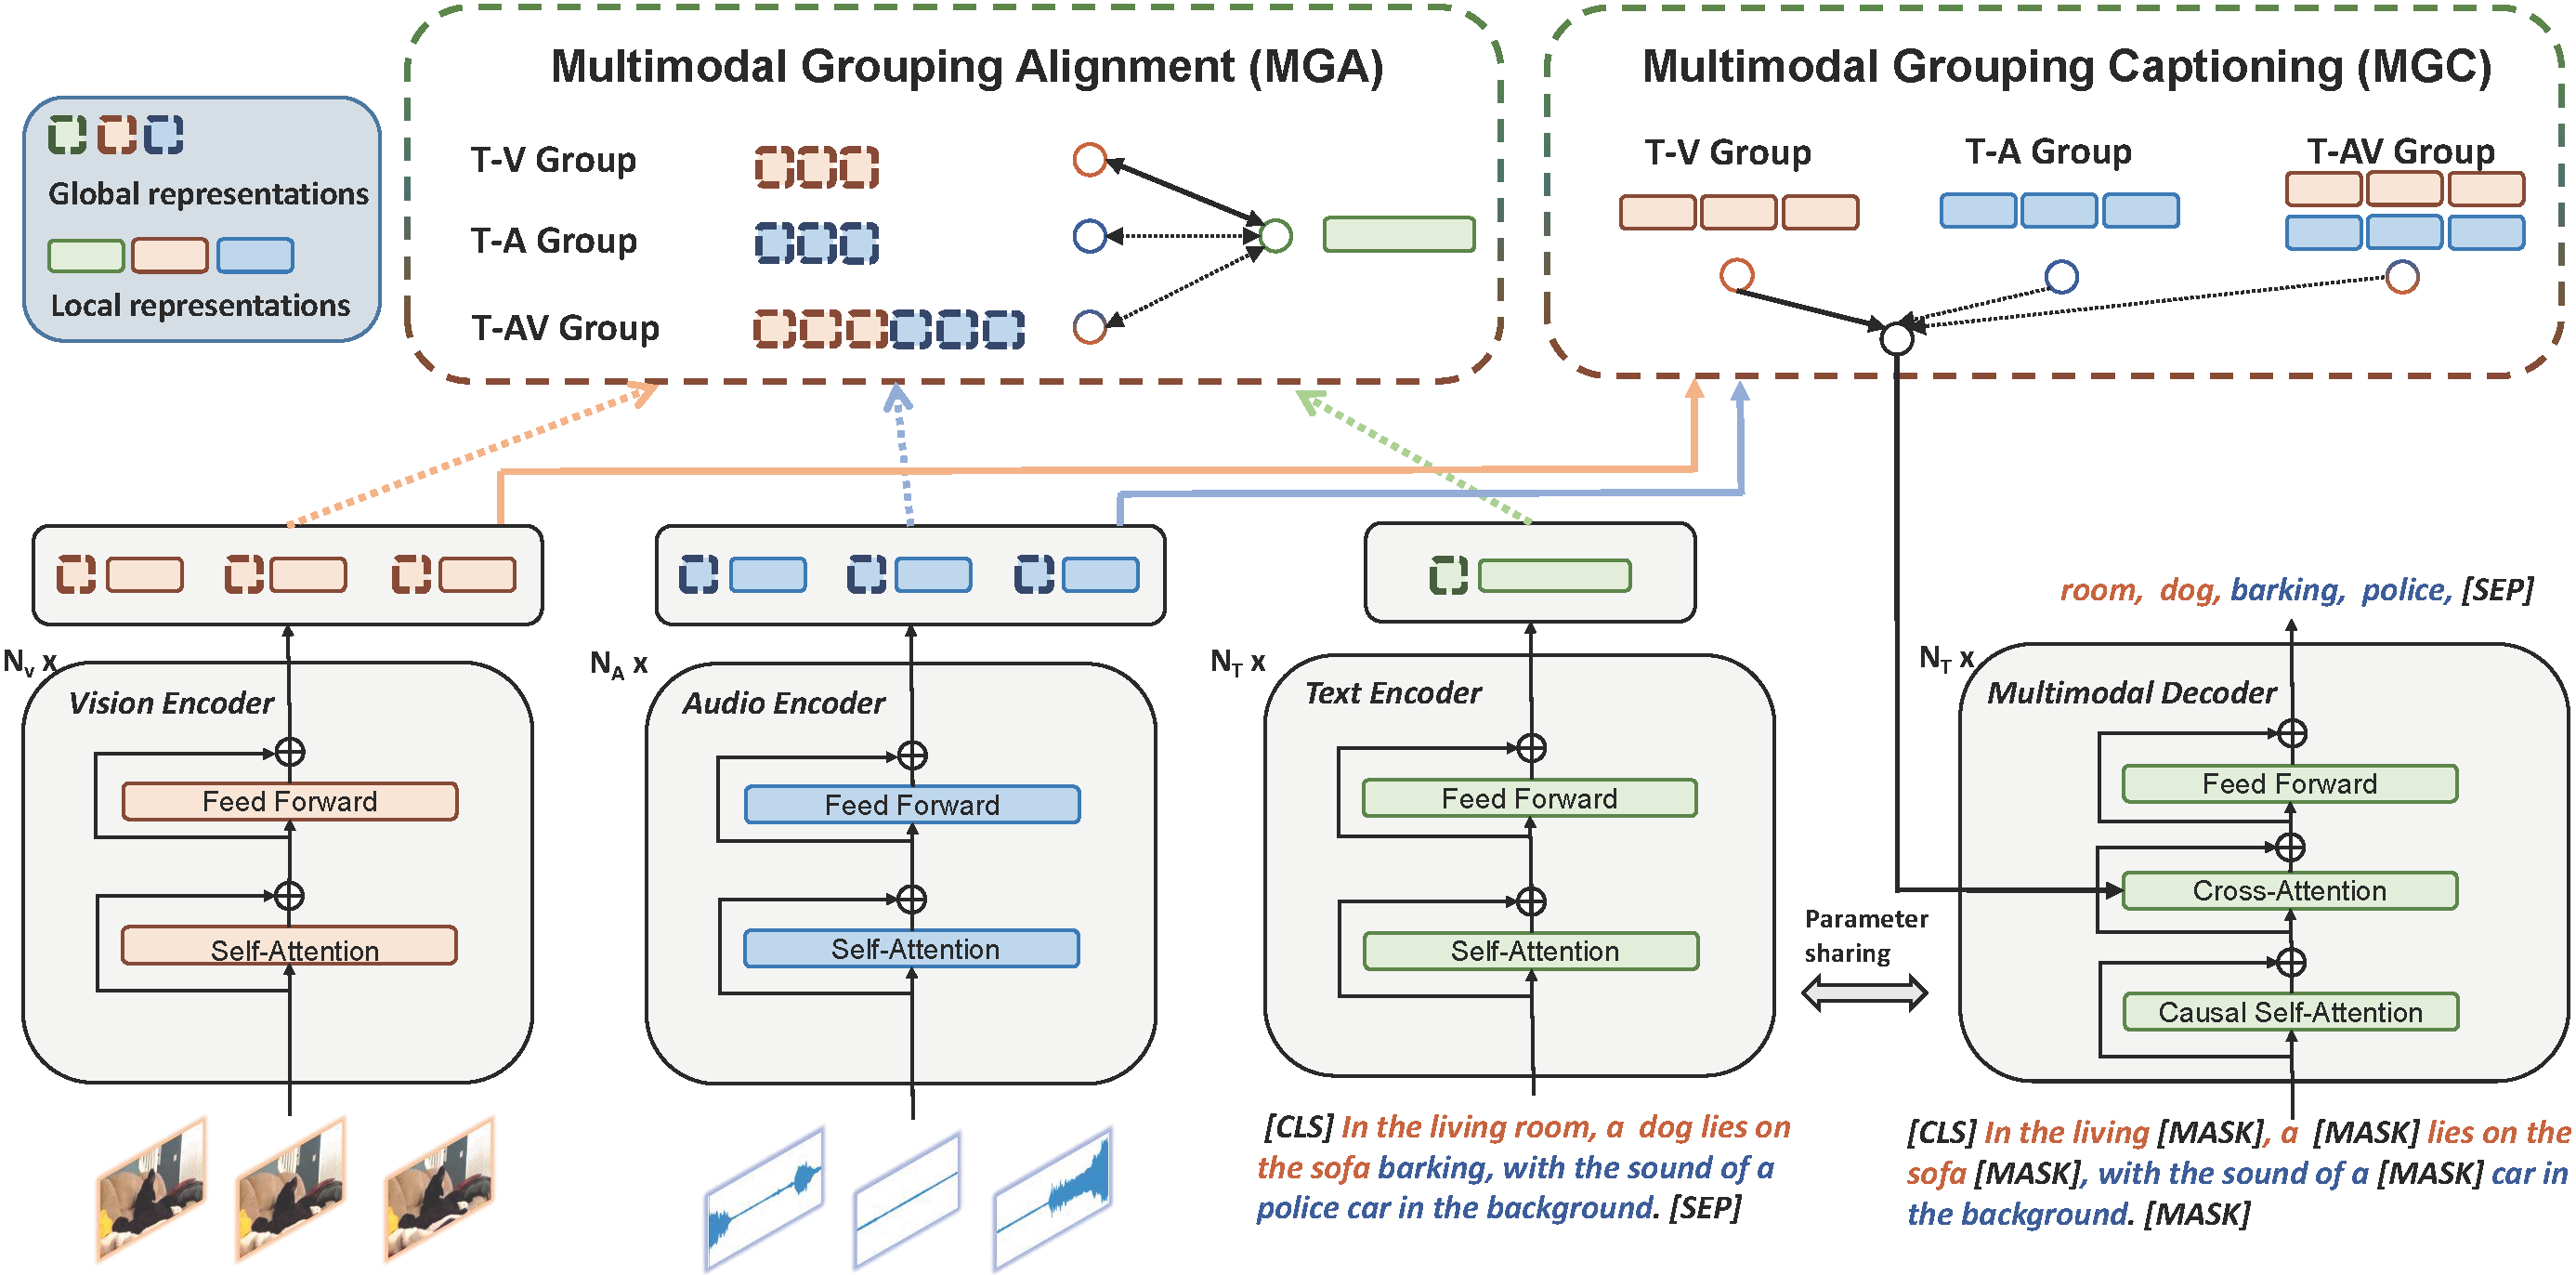 Multimodal Grouping Alignment (MGA)
Multimodal Grouping Captioning (MGC)
Global representations
Local representations
T-V Group
T-A Group
T-AV Group
T-V Group
T-A Group
T-AV Group
room, dog, barking, police, [SEP]
Nv x
Vision Encoder
Feed Forward
Self-Attention
NA x
Audio Encoder
Feed Forward
Self-Attention
NT x
Text Encoder
Feed Forward
Self-Attention
Parameter
sharing
NT x
Multimodal Decoder
Feed Forward
Cross-Attention
Causal Self-Attention
[CLS] In the living room, a dog lies on
the sofa barking, with the sound of a
police car in the background. [SEP]
[CLS] In the living [MASK], a [MASK] lies on the
sofa [MASK], with the sound of a [MASK] car in
the background. [MASK]